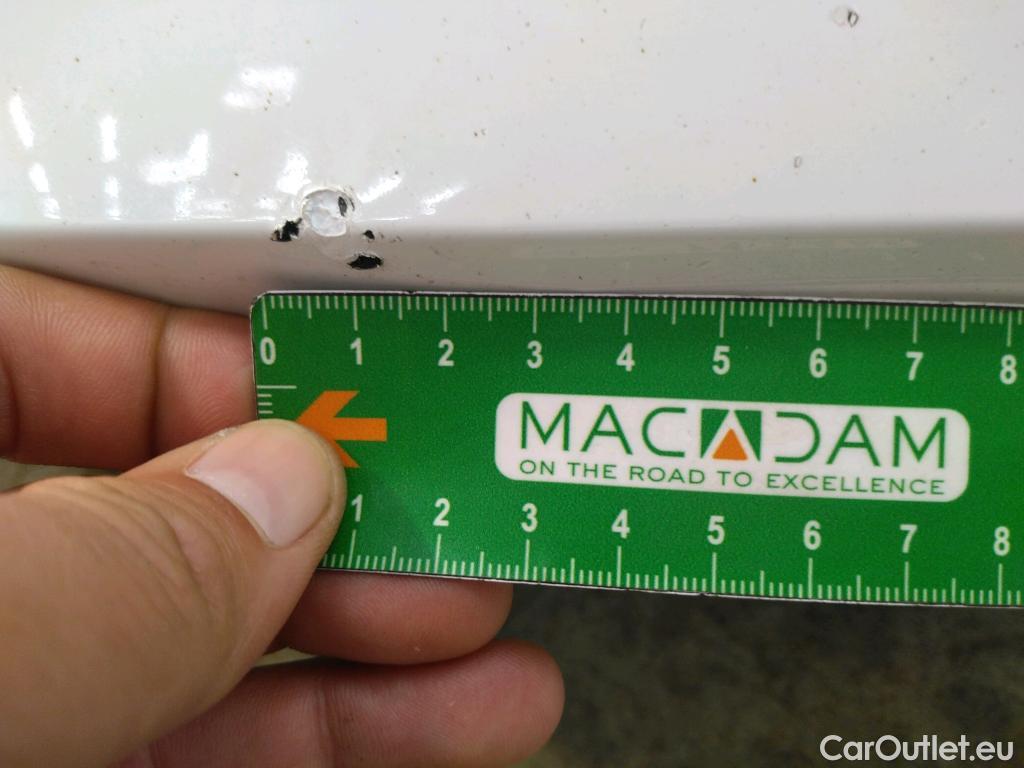 0 1 2 3 4 5 6 7 8
MACADAM
ON THE ROAD TO EXCELLENCE
1 2 3 4 5 6 7 8
CarOutlet.eu